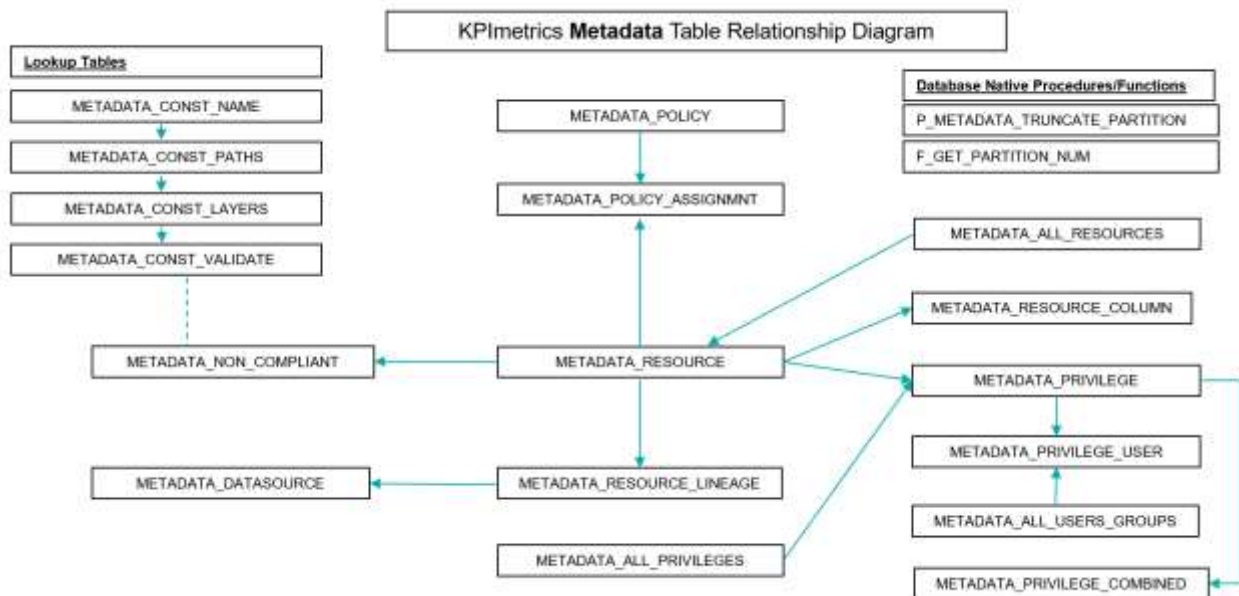 KPImetrics Metadata Table Relationship Diagram
Lookup Tables
METADATA_CONST_NAME
METADATA_CONST_PATHS
METADATA_CONST_LAYERS
METADATA_CONST_VALIDATE
METADATA_NON_COMPLIANT
METADATA_DATASOURCE
METADATA_POLICY
METADATA_POLICY_ASSIGNMNT
METADATA_RESOURCE
METADATA_RESOURCE_LINEAGE
METADATA_ALL_PRIVILEGES
Database Native Procedures/Functions
P_METADATA_TRUNCATE_PARTITION
F_GET_PARTITION_NUM
METADATA_ALL_RESOURCES
METADATA_RESOURCE_COLUMN
METADATA_PRIVILEGE
METADATA_PRIVILEGE_USER
METADATA_ALL_USERS_GROUPS
METADATA_PRIVILEGE_COMBINED